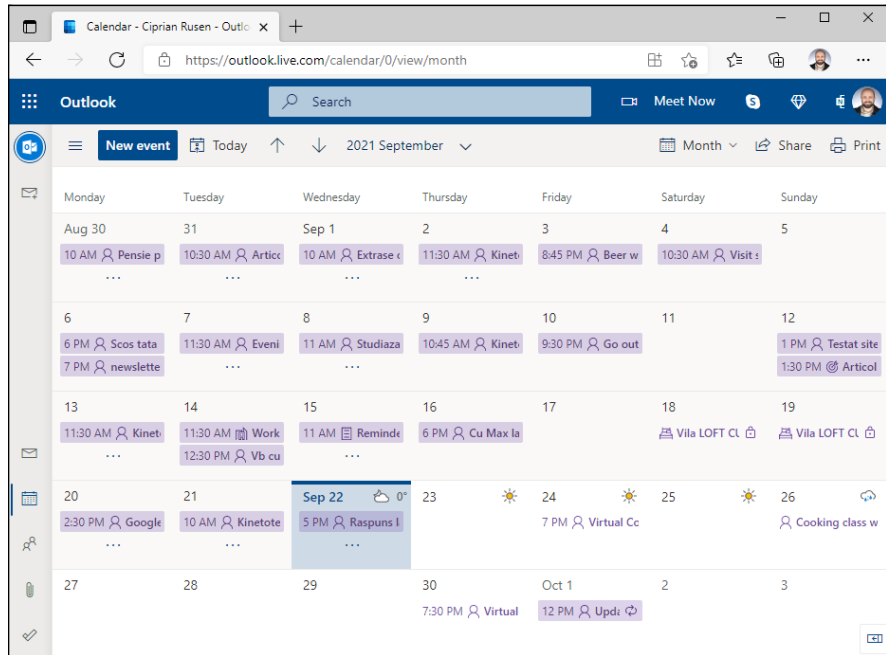 Calendar - Ciprian Rusen - Outlo
https://outlook.live.com/calendar/0/view/month
Outlook Search Meet Now
New event Today 2021 September Month Share Print
Monday Tuesday Wednesday Thursday Friday Saturday Sunday
Aug 30 31 Sep 1 2 3 4 5
10 AM Pensie p 10:30 AM Artico 10 AM Extrase c 11:30 AM Kineto 8:45 PM Beer w 10:30 AM Visit s
... ... ... ...
6 7 8 9 10 11 12
6 PM Scos tata 11:30 AM Eveni 11 AM Studiaza 10:45 AM Kinet 9:30 PM Go out 1 PM Testat site
7 PM newslette ... ... 1:30 PM Articol
13 14 15 16 17 18 19
11:30 AM Kinet 11:30 AM Work 11 AM Reminde 6 PM Cu Max la Vila LOFT CL Vila LOFT CL
... 12:30 PM Vb cu ...
20 21 Sep 22 0° 23 24 25 26
2:30 PM Google 10 AM Kinetote 5 PM Raspuns l 7 PM Virtual Cc Cooking class w
... ... ...
27 28 29 30 Oct 1 2 3
7:30 PM Virtual 12 PM Upda